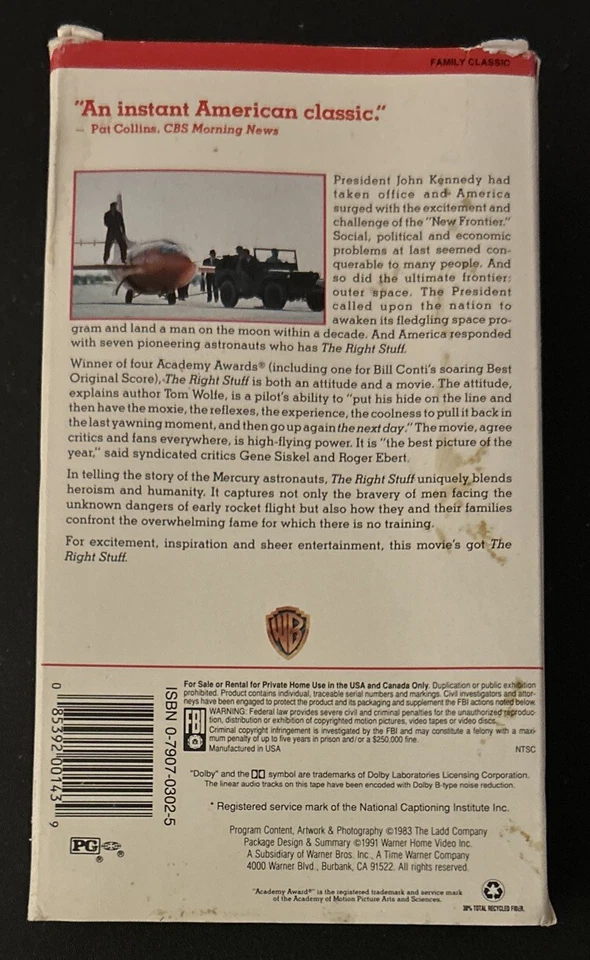 FAMILY CLASSIC
"An instant American classic."
– Pat Collins, CBS Morning News
President John Kennedy had
taken office and America
surged with the excitement and
challenge of the "New Frontier."
Social, political and economic
problems at last seemed con-
querable to many people. And
so did the ultimate frontier:
outer space. The President
called upon the nation to
awaken its fledgling space pro-
gram and land a man on the moon within a decade. And America responded
with seven pioneering astronauts who has The Right Stuff.
Winner of four Academy Awards® (including one for Bill Conti's soaring Best
Original Score), The Right Stuff is both an attitude and a movie. The attitude,
explains author Tom Wolfe, is a pilot's ability to "put his hide on the line and
then have the moxie, the reflexes, the experience, the coolness to pull it back in
the last yawning moment, and then go up again the next day." The movie, agree
critics and fans everywhere, is high-flying power. It is "the best picture of the
year," said syndicated critics Gene Siskel and Roger Ebert.
In telling the story of the Mercury astronauts, The Right Stuff uniquely blends
heroism and humanity. It captures not only the bravery of men facing the
unknown dangers of early rocket flight but also how they and their families
confront the overwhelming fame for which there is no training.
For excitement, inspiration and sheer entertainment, this movie's got The
Right Stuff.
WB
0 85392 00143 9
ISBN 0-7907-0302-5
PG ® ®
For Sale or Rental for Private Home Use in the USA and Canada Only. Duplication or public exhibition
prohibited. Product contains individual, traceable serial numbers and markings. Civil investigators and attor-
neys have been engaged to protect the product and its packaging and supplement the FBI actions noted below.
FBI
WARNING: Federal law provides severe civil and criminal penalties for the unauthorized reproduc-
tion, distribution or exhibition of copyrighted motion pictures, video tapes or video discs.
Criminal copyright infringement is investigated by the FBI and may constitute a felony with a maxi-
mum penalty of up to five years in prison and/or a $250,000 fine.
Manufactured in USA NTSC
"Dolby" and the symbol are trademarks of Dolby Laboratories Licensing Corporation.
The linear audio tracks on this tape have been encoded with Dolby B-type noise reduction.
* Registered service mark of the National Captioning Institute Inc.
Program Content, Artwork & Photography ©1983 The Ladd Company
Package Design & Summary ©1991 Warner Home Video Inc.
A Subsidiary of Warner Bros. Inc., A Time Warner Company
4000 Warner Blvd., Burbank, CA 91522. All rights reserved.
"Academy Award®" is the registered trademark and service mark
of the Academy of Motion Picture Arts and Sciences.
30% TOTAL RECYCLED FIBER.